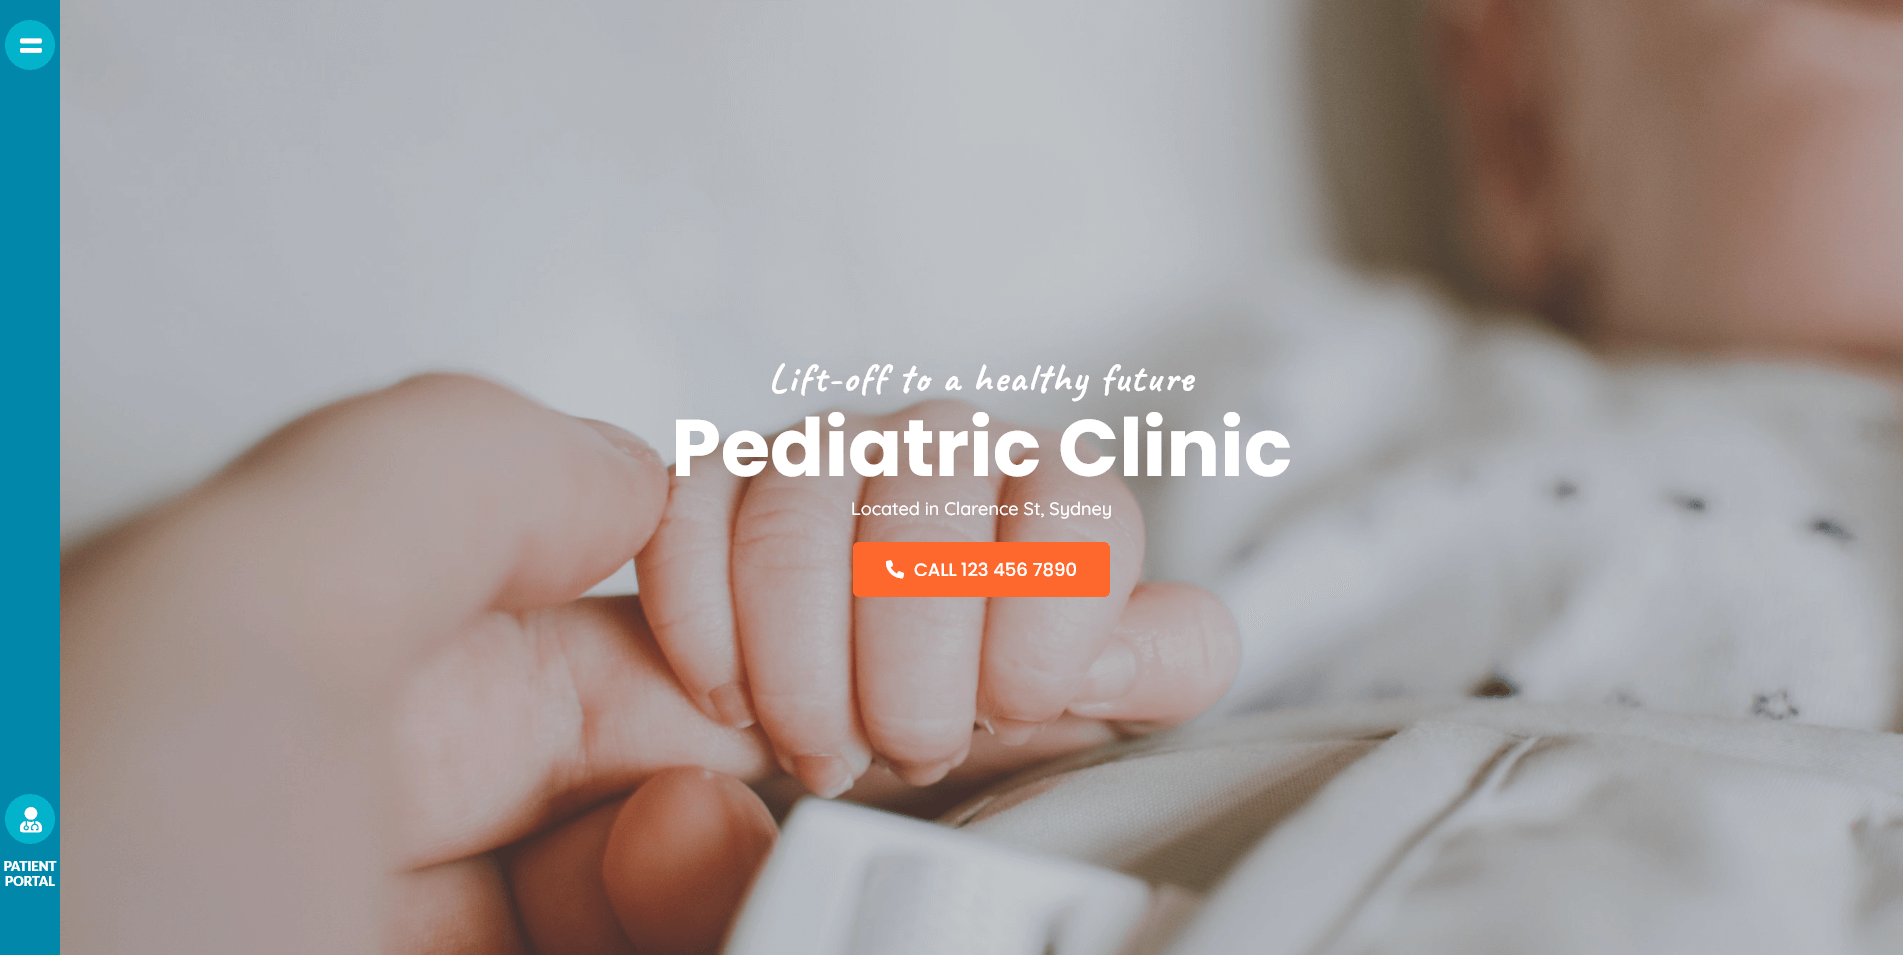 Lift-off to a healthy future
Pediatric Clinic
Located in Clarence St, Sydney
CALL 123 456 7890
PATIENT
PORTAL